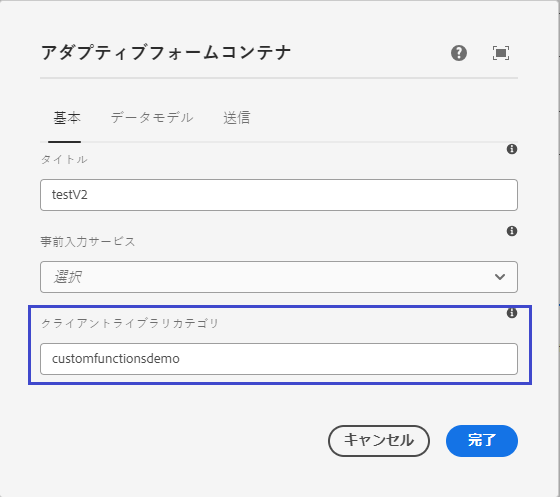 アダプティブフォームコンテナ
基本 データモデル 送信
タイトル
testV2
事前入力サービス
選択
クライアントライブラリカテゴリ
customfunctionsdemo
キャンセル 完了